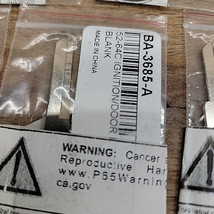 BA-3685-A
52-64C IGNITION/DOOR
BLANK
MADE IN CHINA
WARNING: Cancer
Reproductive Har
www.P65Warnin
ca.gov